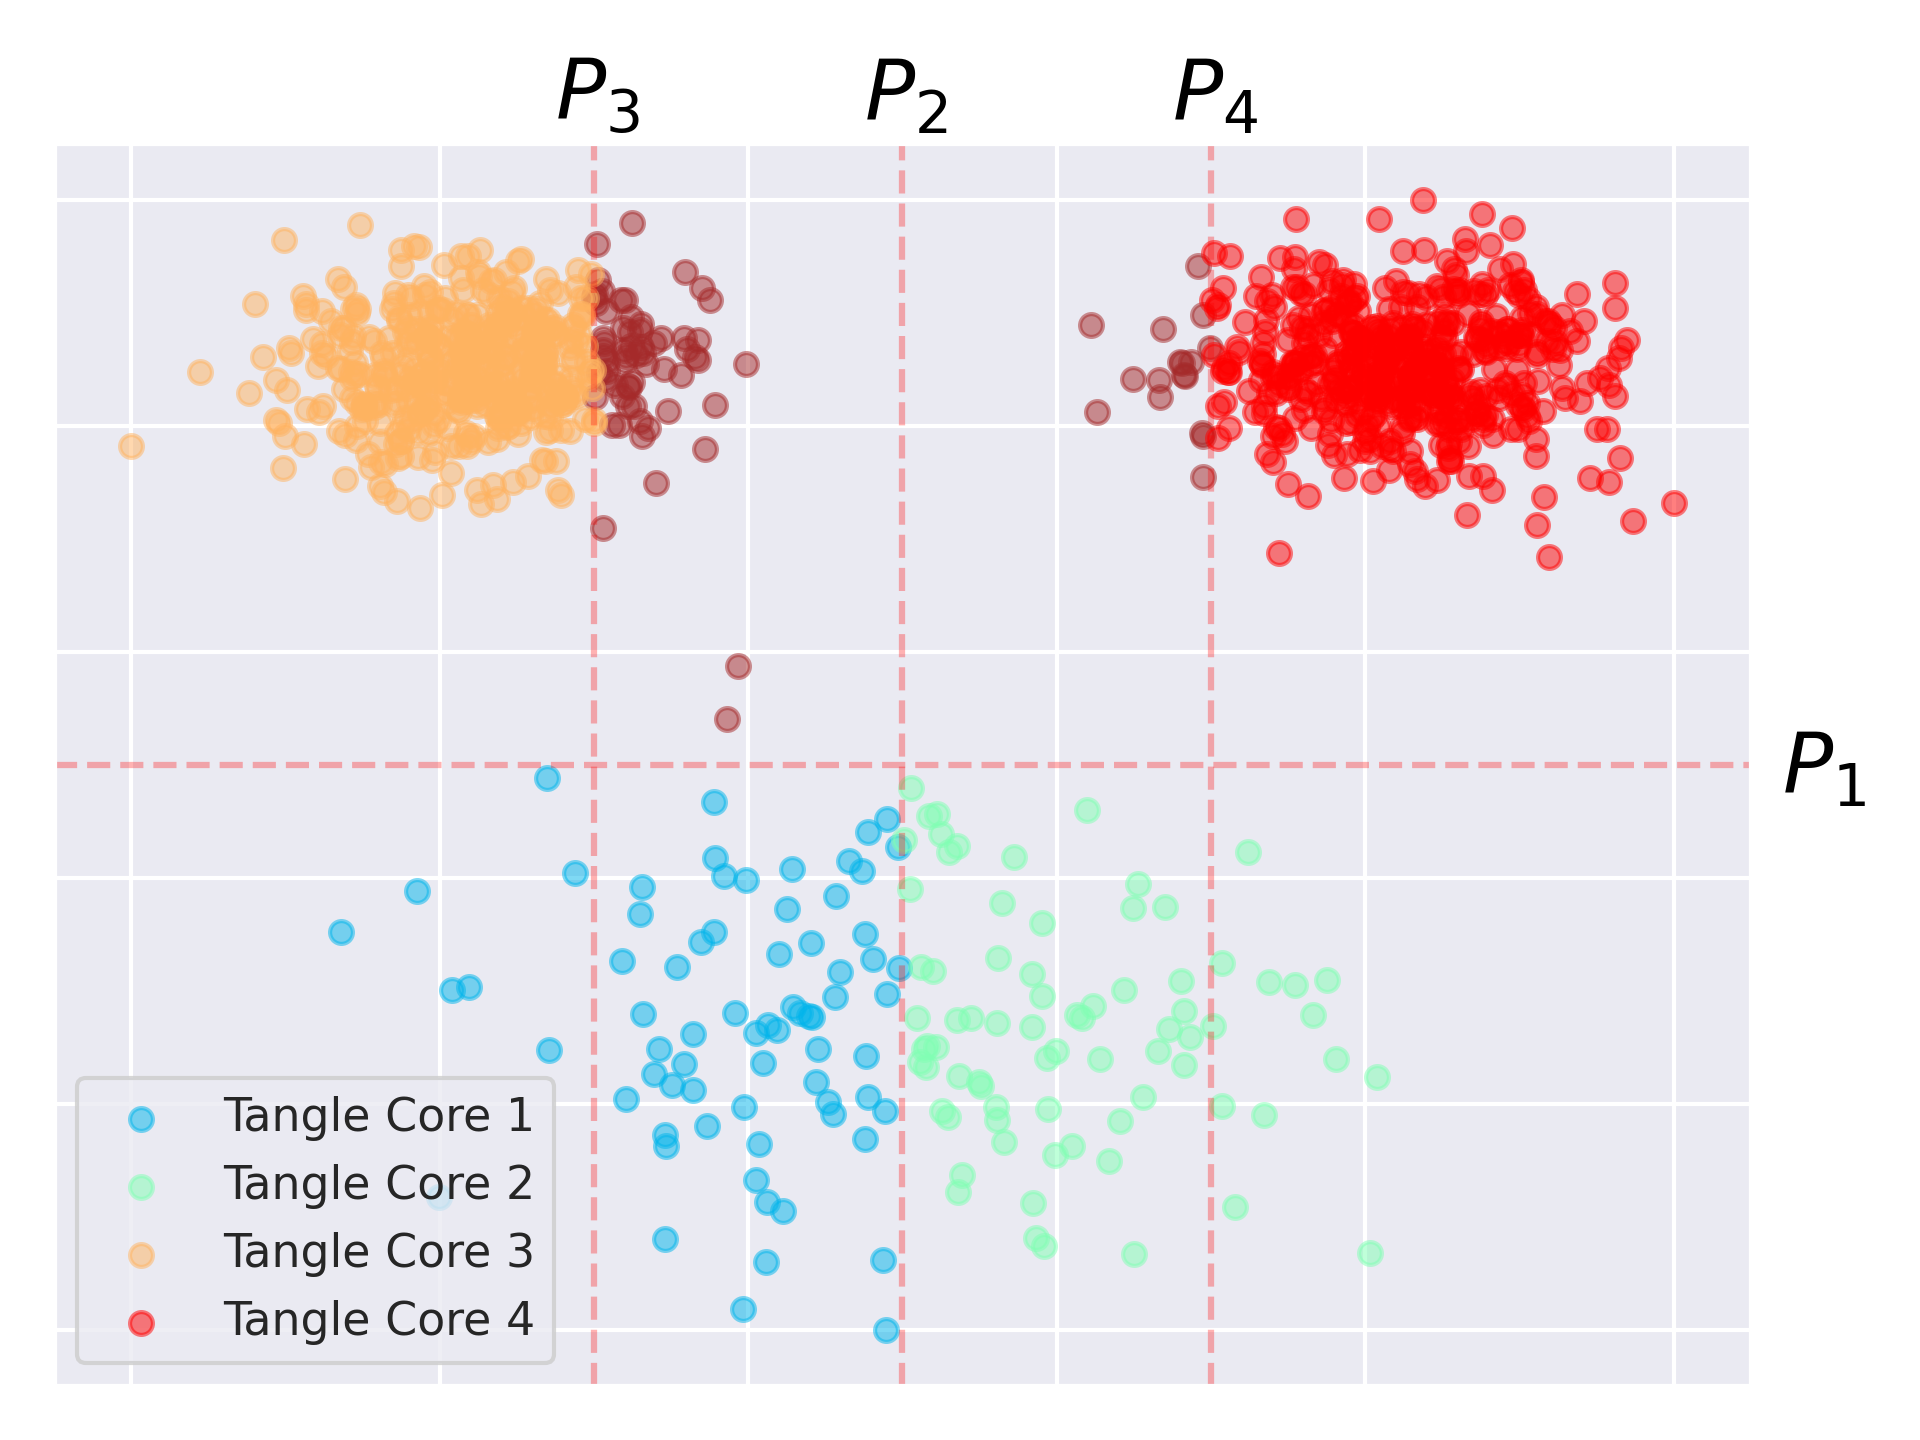 P₃ P₂ P₄
P₁
Tangle Core 1
Tangle Core 2
Tangle Core 3
Tangle Core 4